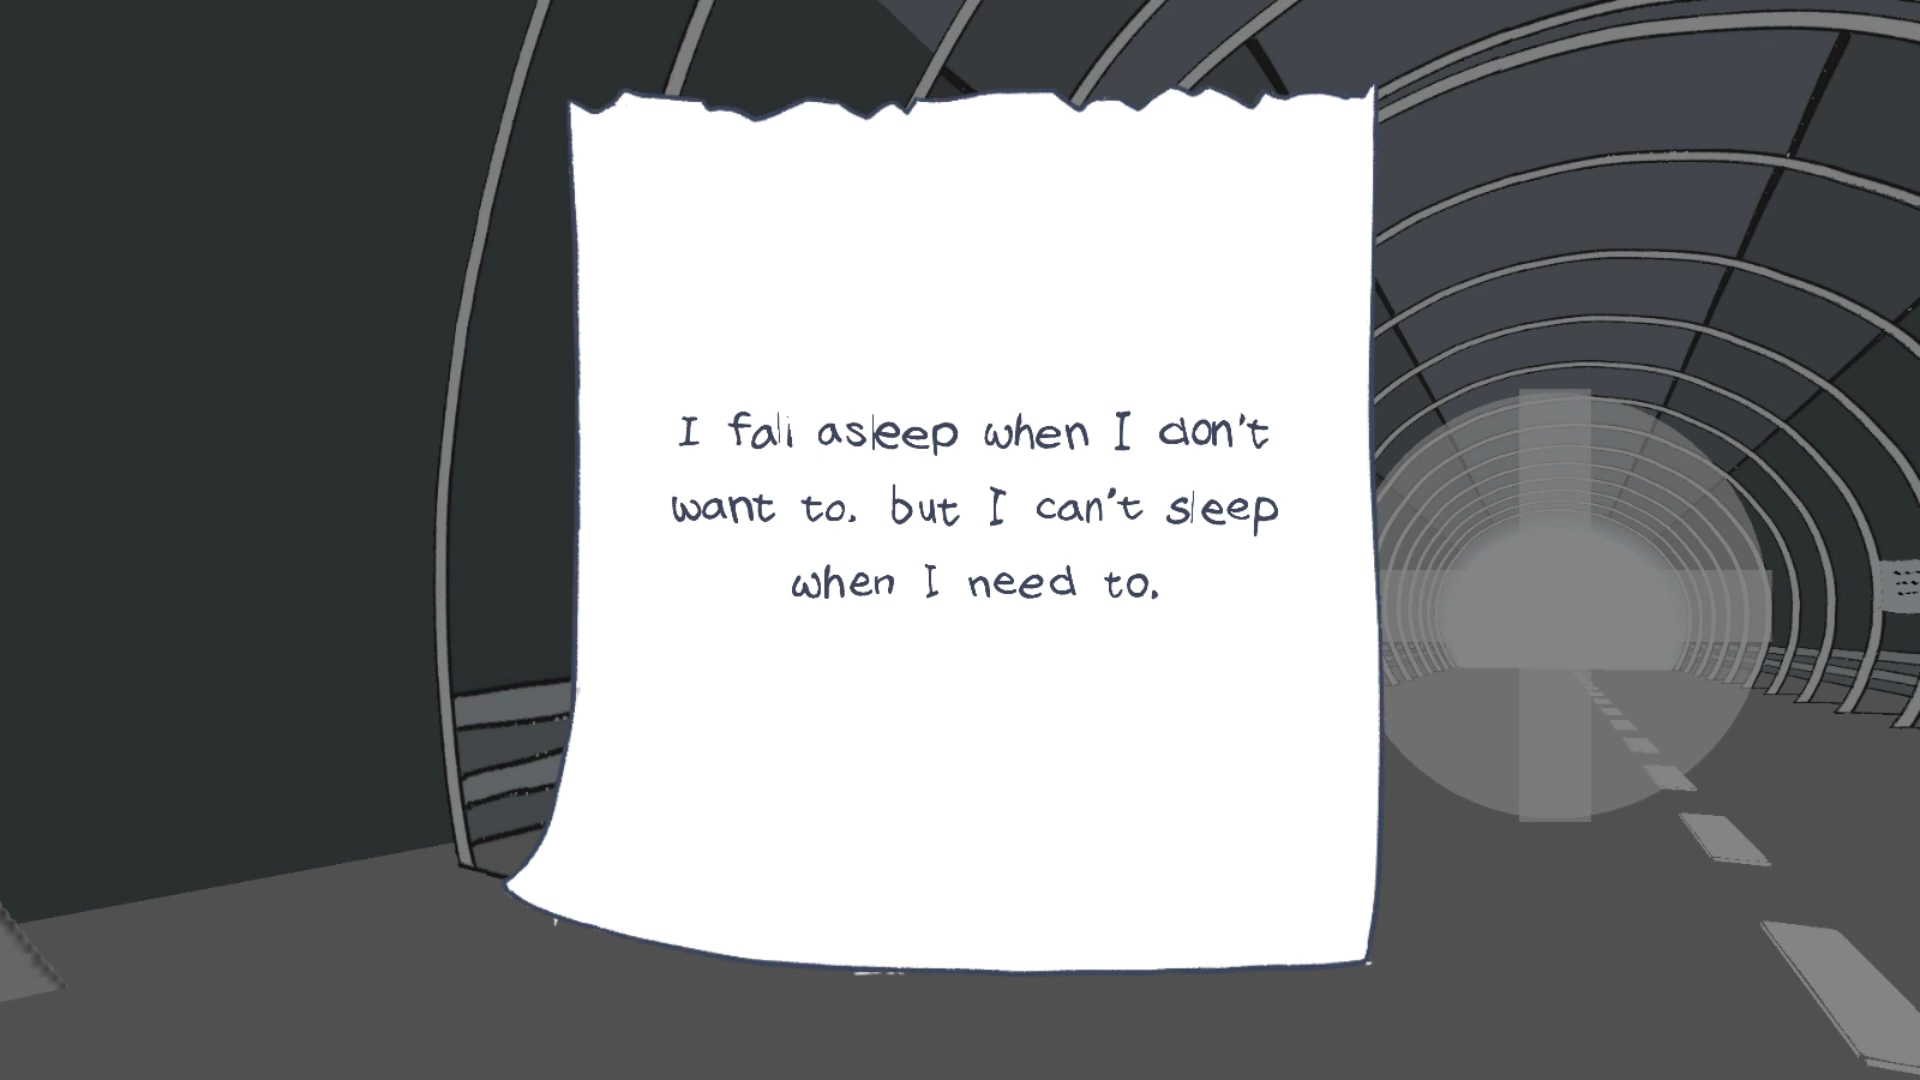 I fall asleep when I don't
want to. but I can't sleep
when I need to.